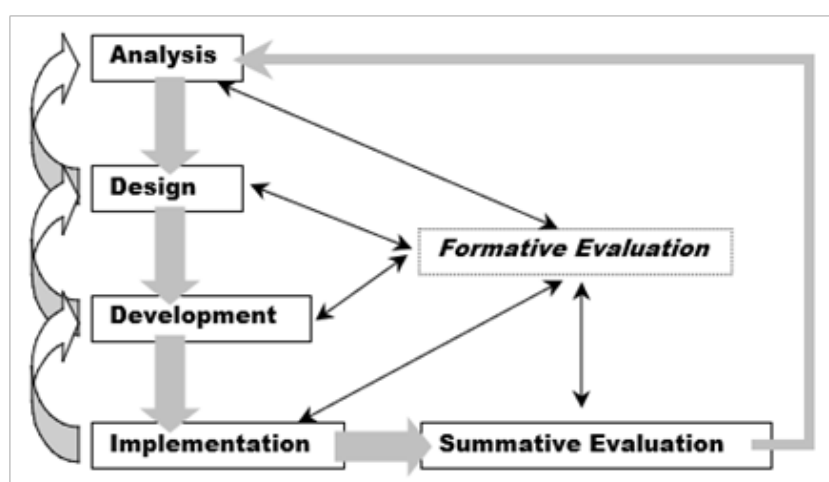 Analysis
Design
Formative Evaluation
Development
Implementation
Summative Evaluation